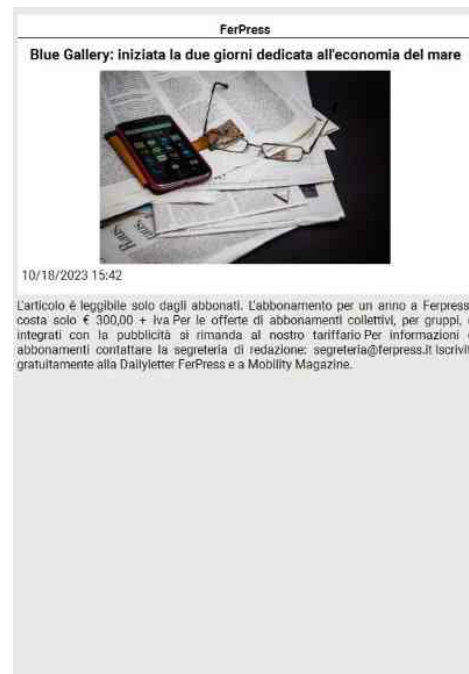 FerPress
Blue Gallery: iniziata la due giorni dedicata all'economia del mare
10/18/2023 15:42
L'articolo è leggibile solo dagli abbonati. L'abbonamento per un anno a Ferpress
costa solo € 300,00 + iva Per le offerte di abbonamenti collettivi, per gruppi,
integrati con la pubblicità si rimanda al nostro tariffario Per informazioni
abbonamenti contattare la segreteria di redazione: segreteria@ferpress.it Iscrivit
gratuitamente alla Dailyletter FerPress e a Mobility Magazine.